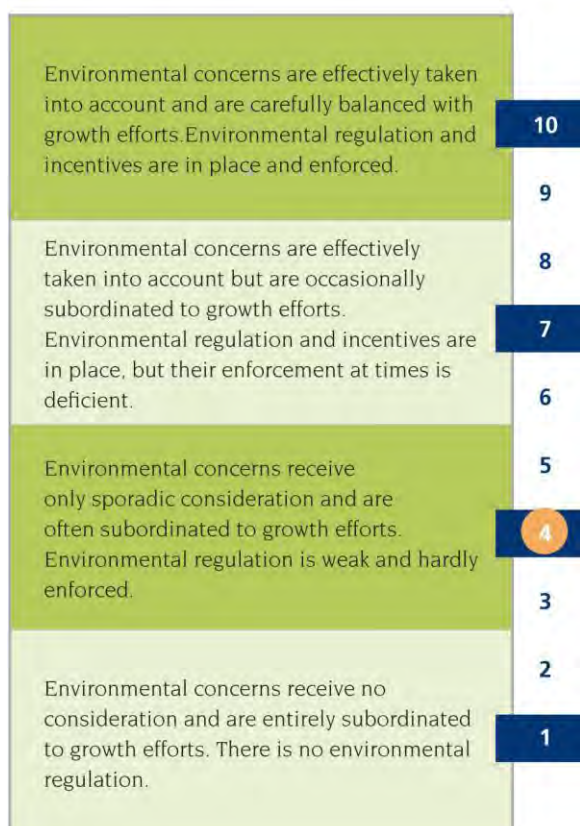 Environmental concerns are effectively taken
into account and are carefully balanced with
growth efforts.Environmental regulation and
incentives are in place and enforced.
10
9
Environmental concerns are effectively
taken into account but are occasionally
subordinated to growth efforts.
Environmental regulation and incentives are
in place, but their enforcement at times is
deficient.
8
7
6
Environmental concerns receive
only sporadic consideration and are
often subordinated to growth efforts.
Environmental regulation is weak and hardly
enforced.
5
4
3
Environmental concerns receive no
consideration and are entirely subordinated
to growth efforts. There is no environmental
regulation.
2
1